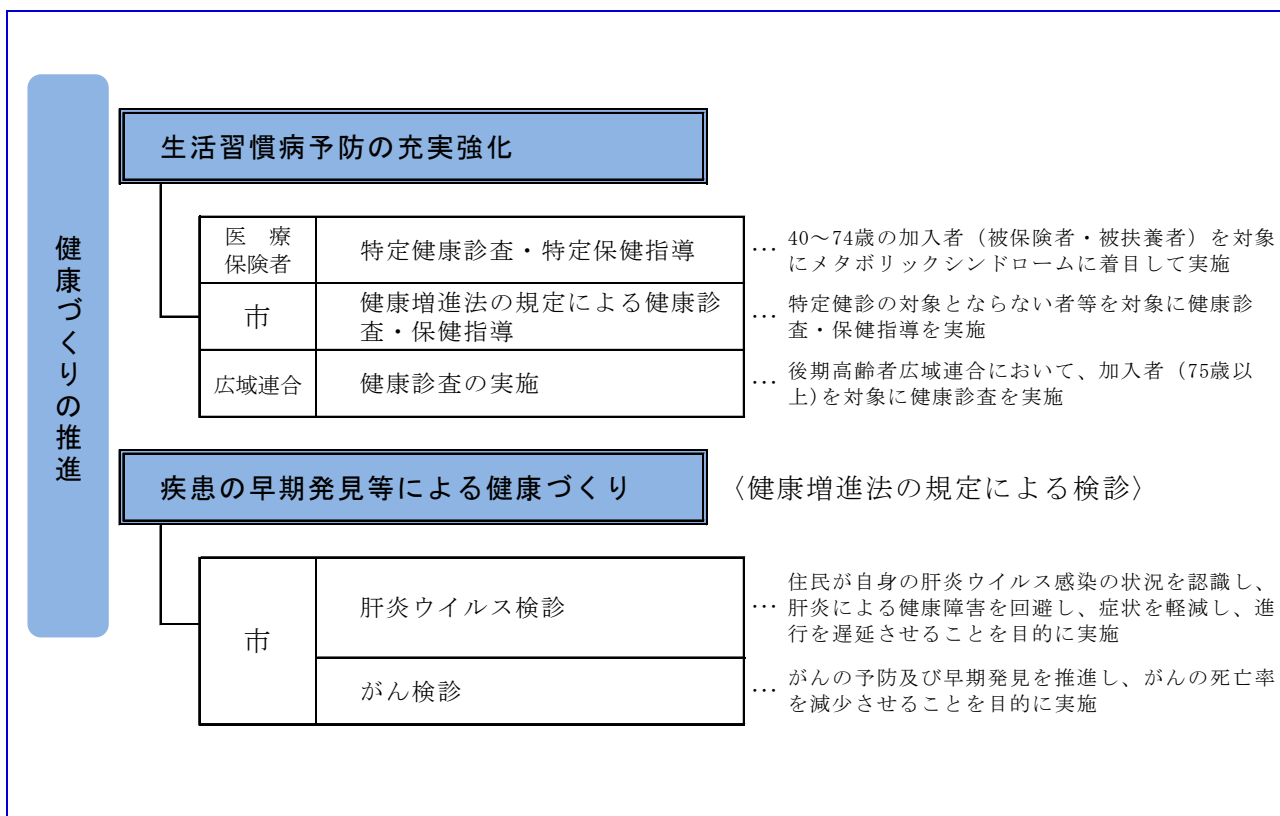 健康づくりの推進
生活習慣病予防の充実強化
医　療
保険者
特定健康診査・特定保健指導
… 40～74歳の加入者（被保険者・被扶養者）を対象
にメタボリックシンドロームに着目して実施
市
健康増進法の規定による健康診
査・保健指導
… 特定健診の対象とならない者等を対象に健康診
査・保健指導を実施
広域連合
健康診査の実施
… 後期高齢者広域連合において、加入者（75歳以
上)を対象に健康診査を実施
疾患の早期発見等による健康づくり
〈健康増進法の規定による検診〉
市
肝炎ウイルス検診
住民が自身の肝炎ウイルス感染の状況を認識し、
… 肝炎による健康障害を回避し、症状を軽減し、進
行を遅延させることを目的に実施
がん検診
… がんの予防及び早期発見を推進し、がんの死亡率
を減少させることを目的に実施